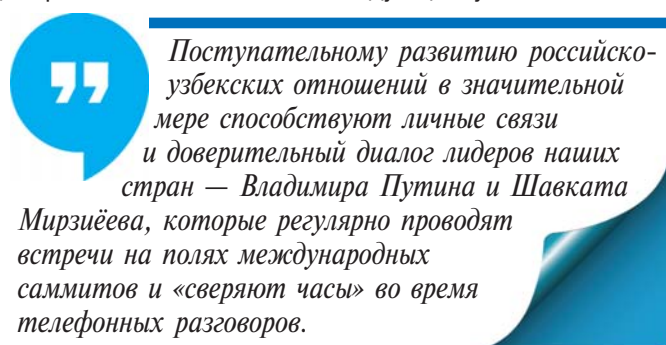 Поступательному развитию российско-
узбекских отношений в значительной
мере способствуют личные связи
и доверительный диалог лидеров наших
стран — Владимира Путина и Шавката
Мирзиёева, которые регулярно проводят
встречи на полях международных
саммитов и «сверяют часы» во время
телефонных разговоров.